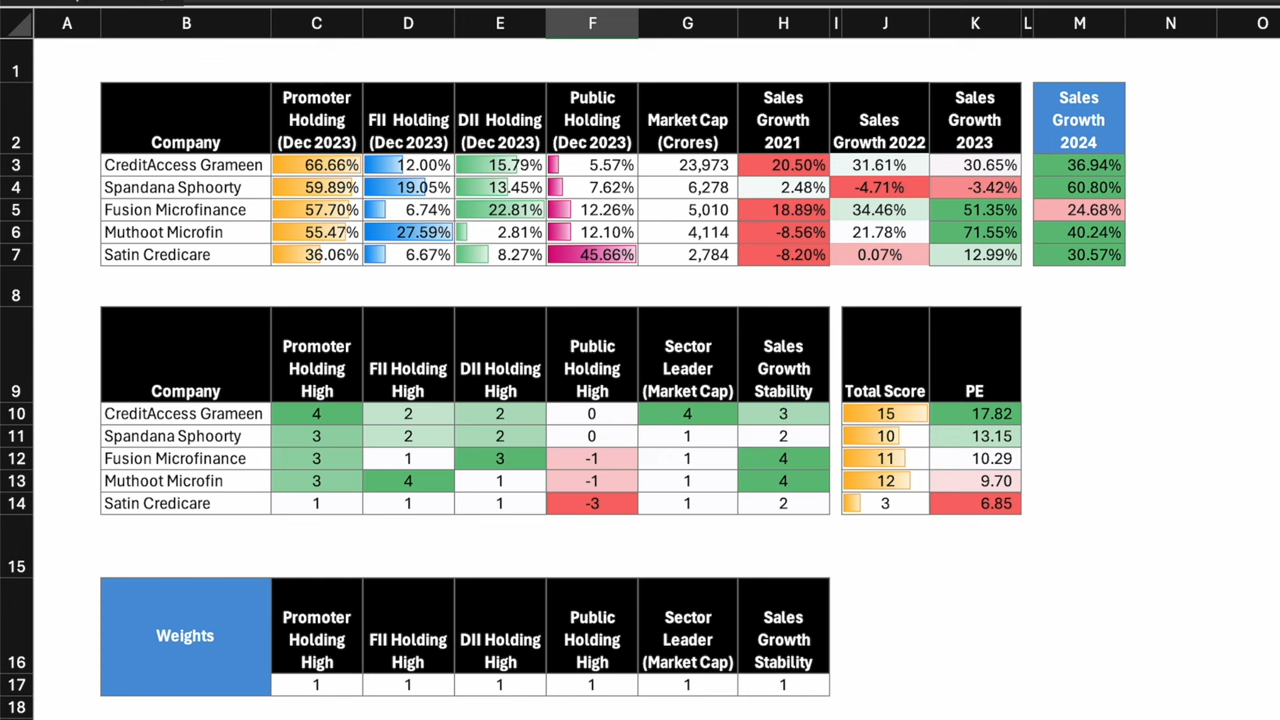 A B C D E F G H I J K L M N O
1
2 Company Promoter Holding (Dec 2023) FII Holding (Dec 2023) DII Holding (Dec 2023) Public Holding (Dec 2023) Market Cap (Crores) Sales Growth 2021 Sales Growth 2022 Sales Growth 2023 Sales Growth 2024
3 CreditAccess Grameen 66.66% 12.00% 15.79% 5.57% 23,973 20.50% 31.61% 30.65% 36.94%
4 Spandana Sphoorty 59.89% 19.05% 13.45% 7.62% 6,278 2.48% -4.71% -3.42% 60.80%
5 Fusion Microfinance 57.70% 6.74% 22.81% 12.26% 5,010 18.89% 34.46% 51.35% 24.68%
6 Muthoot Microfin 55.47% 27.59% 2.81% 12.10% 4,114 -8.56% 21.78% 71.55% 40.24%
7 Satin Credicare 36.06% 6.67% 8.27% 45.66% 2,784 -8.20% 0.07% 12.99% 30.57%
8
9 Company Promoter Holding High FII Holding High DII Holding High Public Holding High Sector Leader (Market Cap) Sales Growth Stability Total Score PE
10 CreditAccess Grameen 4 2 2 0 4 3 15 17.82
11 Spandana Sphoorty 3 2 2 0 1 2 10 13.15
12 Fusion Microfinance 3 1 3 -1 1 4 11 10.29
13 Muthoot Microfin 3 4 1 -1 1 4 12 9.70
14 Satin Credicare 1 1 1 -3 1 2 3 6.85
15
16 Weights Promoter Holding High FII Holding High DII Holding High Public Holding High Sector Leader (Market Cap) Sales Growth Stability
17 1 1 1 1 1 1
18